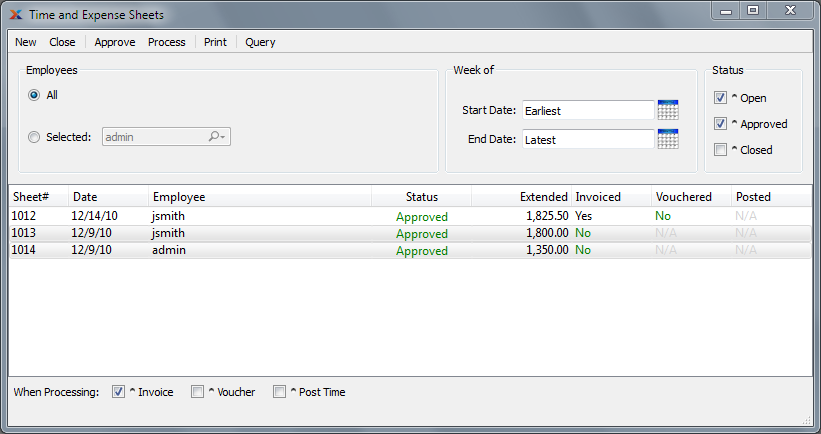 Time and Expense Sheets
New Close Approve Process Print Query
Employees Week of Status
All
Start Date: Earliest ^ Open
Selected: admin End Date: Latest ^ Approved
^ Closed
Sheet# Date Employee Status Extended Invoiced Vouchered Posted
1012 12/14/10 jsmith Approved 1,825.50 Yes No N/A
1013 12/9/10 jsmith Approved 1,800.00 No N/A N/A
1014 12/9/10 admin Approved 1,350.00 No N/A N/A
When Processing: ^ Invoice ^ Voucher ^ Post Time